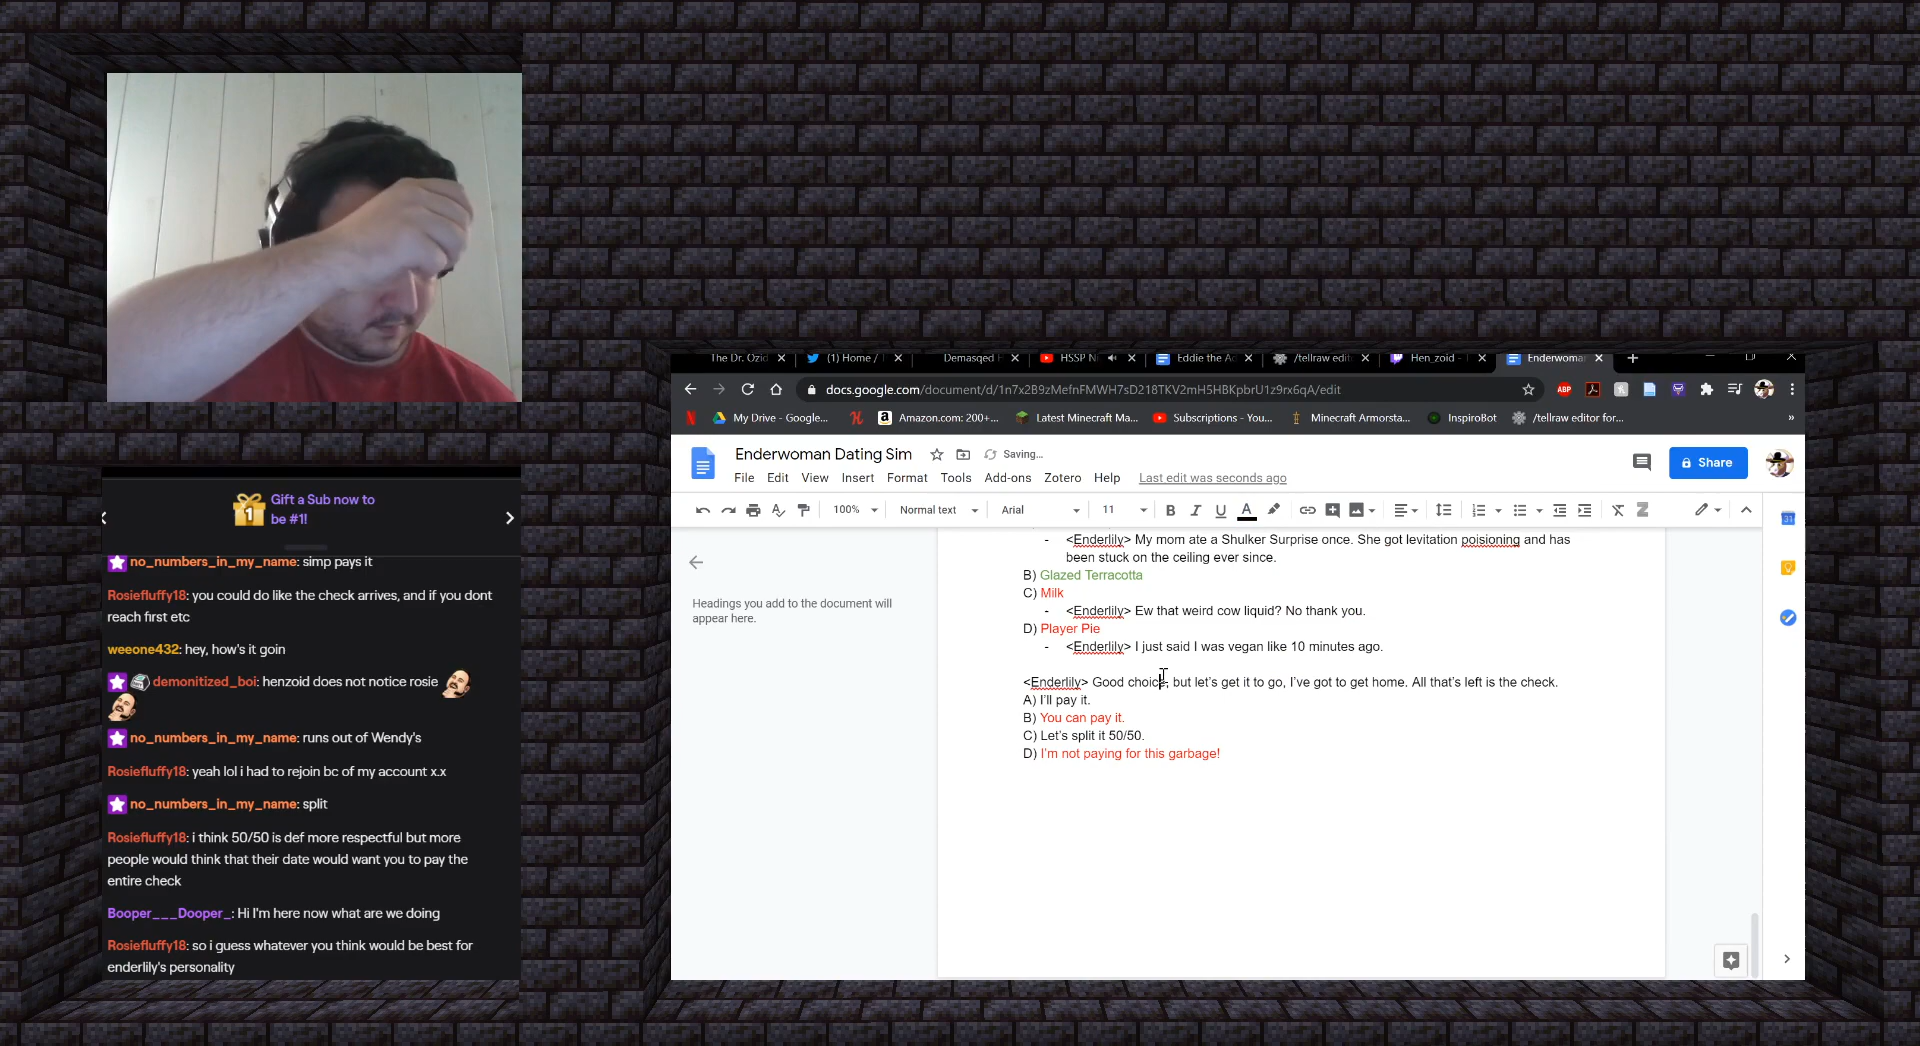 Gift a Sub now to
be #1!
1
no_numbers_in_my_name: simp pays it
Rosiefluffy18: you could do like the check arrives, and if you dont
reach first etc
weeone432: hey, how's it goin
demonitized_boi: henzoid does not notice rosie
no_numbers_in_my_name: runs out of Wendy's
Rosiefluffy18: yeah lol i had to rejoin bc of my account x.x
no_numbers_in_my_name: split
Rosiefluffy18: i think 50/50 is def more respectful but more
people would think that their date would want you to pay the
entire check
Booper___Dooper_: Hi I'm here now what are we doing
Rosiefluffy18: so i guess whatever you think would be best for
enderlily's personality
The Dr. Ozid
(1) Home /
Demasqed H
HSSP N
Eddie the Ad
/tellraw edit
Hen_zoid -
Enderwoman
docs.google.com/document/d/1n7x2B9zMefnFMWH7sD218TKV2mH5HBKpbrU1z9rx6qA/edit
ABP
My Drive - Google...
Amazon.com: 200+...
Latest Minecraft Ma...
Subscriptions - You...
Minecraft Armorsta...
InspiroBot
/tellraw editor for...
»
Enderwoman Dating Sim
Saving...
Share
File Edit View Insert Format Tools Add-ons Zotero Help Last edit was seconds ago
100% Normal text Arial 11 B I U A
31
Headings you add to the document will
appear here.
- <Enderlily> My mom ate a Shulker Surprise once. She got levitation poisioning and has
been stuck on the ceiling ever since.
B) Glazed Terracotta
C) Milk
- <Enderlily> Ew that weird cow liquid? No thank you.
D) Player Pie
- <Enderlily> I just said I was vegan like 10 minutes ago.
<Enderlily> Good choice, but let's get it to go, I've got to get home. All that's left is the check.
A) I'll pay it.
B) You can pay it.
C) Let's split it 50/50.
D) I'm not paying for this garbage!